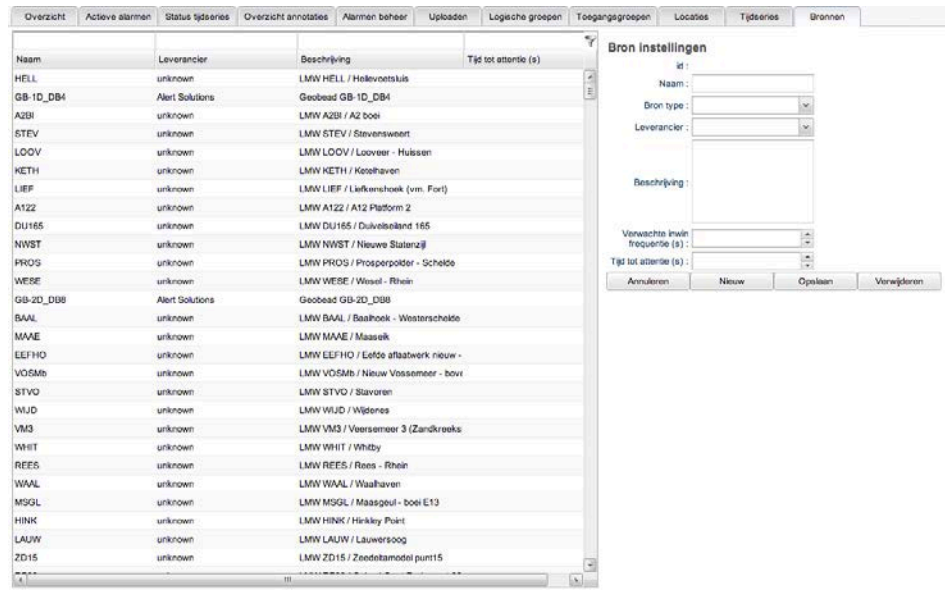 Overzicht Actieve alarmen Status tijdseries Overzicht annotaties Alarmen beheer Uploaden Logische groepen Toegangsgroepen Locaties Tijdseries Bronnen
Naam Leverancier Beschrijving Tijd tot attentie (s)
HELL unknown LMW HELL / Hellevoetsluis
GB-1D_DB4 Alert Solutions Geobead GB-1D_DB4
A2BI unknown LMW A2BI / A2 boei
STEV unknown LMW STEV / Stevensweert
LOOV unknown LMW LOOV / Looveer - Huissen
KETH unknown LMW KETH / Ketelhaven
LIEF unknown LMW LIEF / Liefkenshoek (vm. Fort)
A122 unknown LMW A122 / A12 Platform 2
DU165 unknown LMW DU165 / Duivelseiland 165
NWST unknown LMW NWST / Nieuwe Statenzijl
PROS unknown LMW PROS / Prosperpolder - Schelde
WESE unknown LMW WESE / Wesel - Rhein
GB-2D_DB8 Alert Solutions Geobead GB-2D_DB8
BAAL unknown LMW BAAL / Baalhoek - Westerschelde
MAAE unknown LMW MAAE / Maaseik
EEFHO unknown LMW EEFHO / Eefde aflaatwerk nieuw -
VOSMb unknown LMW VOSMb / Nieuw Vossemeer - bove
STVO unknown LMW STVO / Stavoren
WIJD unknown LMW WIJD / Wijdenes
VM3 unknown LMW VM3 / Veersemeer 3 (Zandkreeks
WHIT unknown LMW WHIT / Whitby
REES unknown LMW REES / Rees - Rhein
WAAL unknown LMW WAAL / Waalhaven
MSGL unknown LMW MSGL / Maasgeul - boei E13
HINK unknown LMW HINK / Hinkley Point
LAUW unknown LMW LAUW / Lauwersoog
ZD15 unknown LMW ZD15 / Zeedeltamodel punt15
Bron instellingen
id :
Naam :
Bron type :
Leverancier :
Beschrijving :
Verwachte inwin
frequentie (s) :
Tijd tot attentie (s) :
Annuleren Nieuw Opslaan Verwijderen